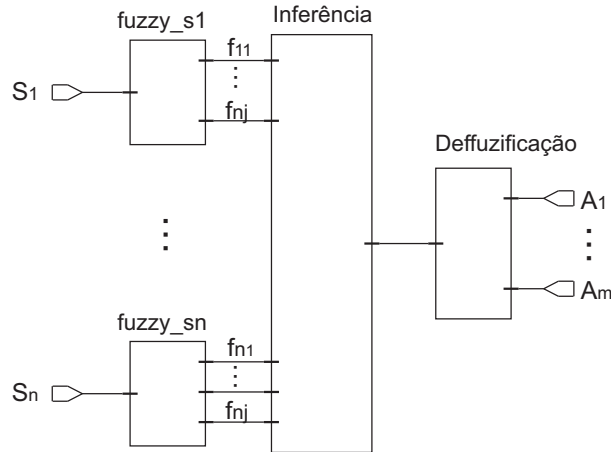 Inferência
fuzzy_s1
f11
S1
fnj
Deffuzificação
A1
Am
fuzzy_sn
fn1
Sn
fnj